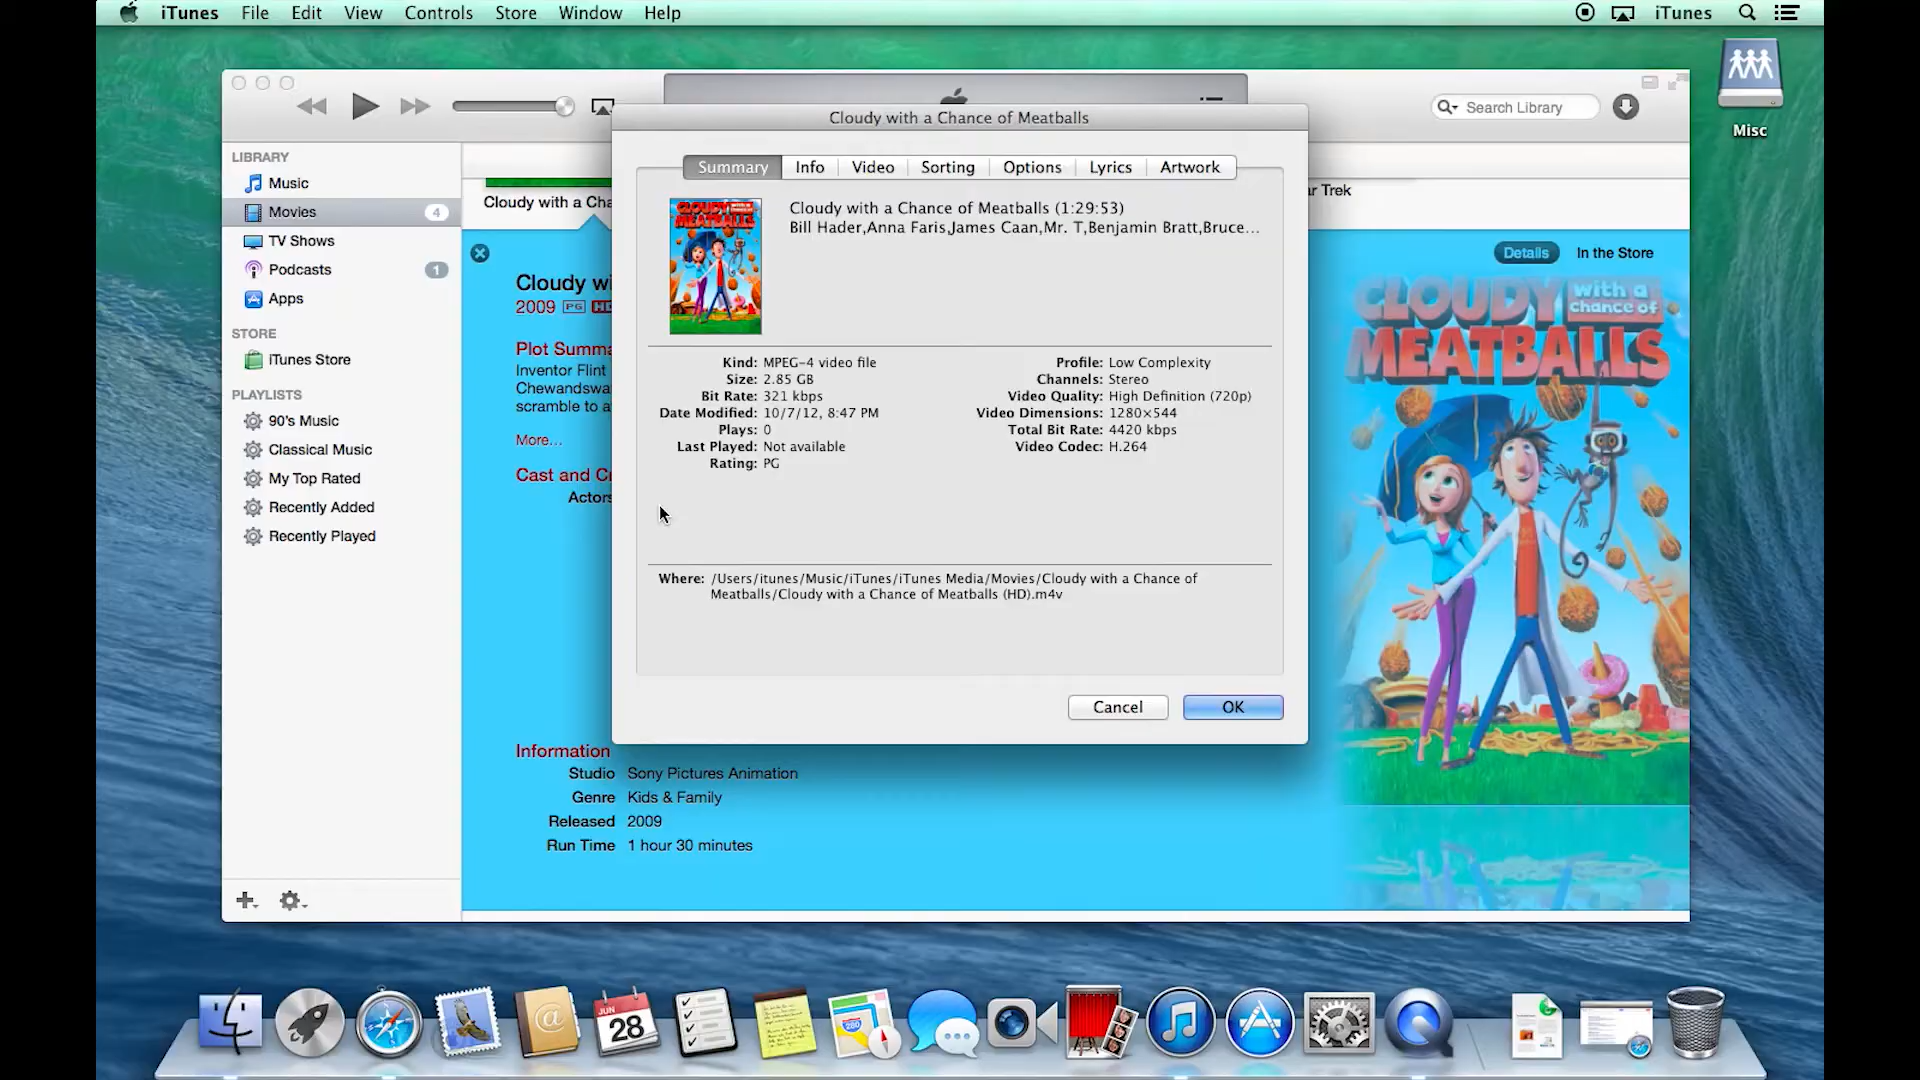 iTunes File Edit View Controls Store Window Help iTunes
Misc
Search Library
Cloudy with a Chance of Meatballs
LIBRARY
Music
Movies 4
TV Shows
Podcasts 1
Apps
STORE
iTunes Store
PLAYLISTS
90's Music
Classical Music
My Top Rated
Recently Added
Recently Played
Summary Info Video Sorting Options Lyrics Artwork
CLOUDY with a chance of MEATBALLS
Cloudy with a Chance of Meatballs (1:29:53)
Bill Hader,Anna Faris,James Caan,Mr. T,Benjamin Bratt,Bruce...
Kind: MPEG-4 video file
Size: 2.85 GB
Bit Rate: 321 kbps
Date Modified: 10/7/12, 8:47 PM
Plays: 0
Last Played: Not available
Rating: PG
Profile: Low Complexity
Channels: Stereo
Video Quality: High Definition (720p)
Video Dimensions: 1280×544
Total Bit Rate: 4420 kbps
Video Codec: H.264
Where: /Users/itunes/Music/iTunes/iTunes Media/Movies/Cloudy with a Chance of
Meatballs/Cloudy with a Chance of Meatballs (HD).m4v
Cancel OK
Cloudy with a Cha
Trek
Details In the Store
Cloudy wi
2009 PG
Plot Summa
Inventor Flint
Chewandswa
scramble to a
More...
Cast and Cr
Actors
Information
Studio Sony Pictures Animation
Genre Kids & Family
Released 2009
Run Time 1 hour 30 minutes
CLOUDY with a
chance of
MEATBALLS
JUN
28
280